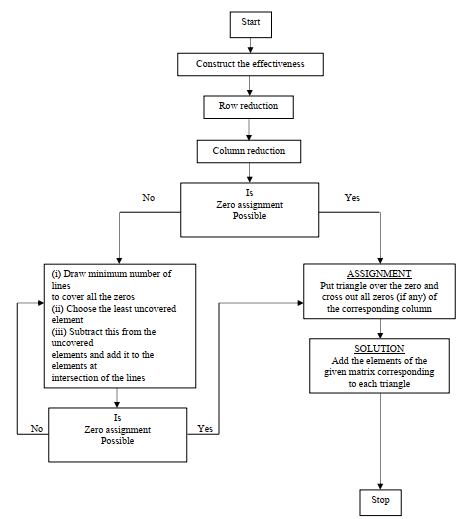 Start
Construct the effectiveness
Row reduction
Column reduction
Is
Zero assignment
Possible
No
Yes
(i) Draw minimum number of
lines
to cover all the zeros
(ii) Choose the least uncovered
element
(iii) Subtract this from the
uncovered
elements and add it to the
elements at
intersection of the lines
ASSIGNMENT
Put triangle over the zero and
cross out all zeros (if any) of
the corresponding column
SOLUTION
Add the elements of the
given matrix corresponding
to each triangle
Is
Zero assignment
Possible
No
Yes
Stop